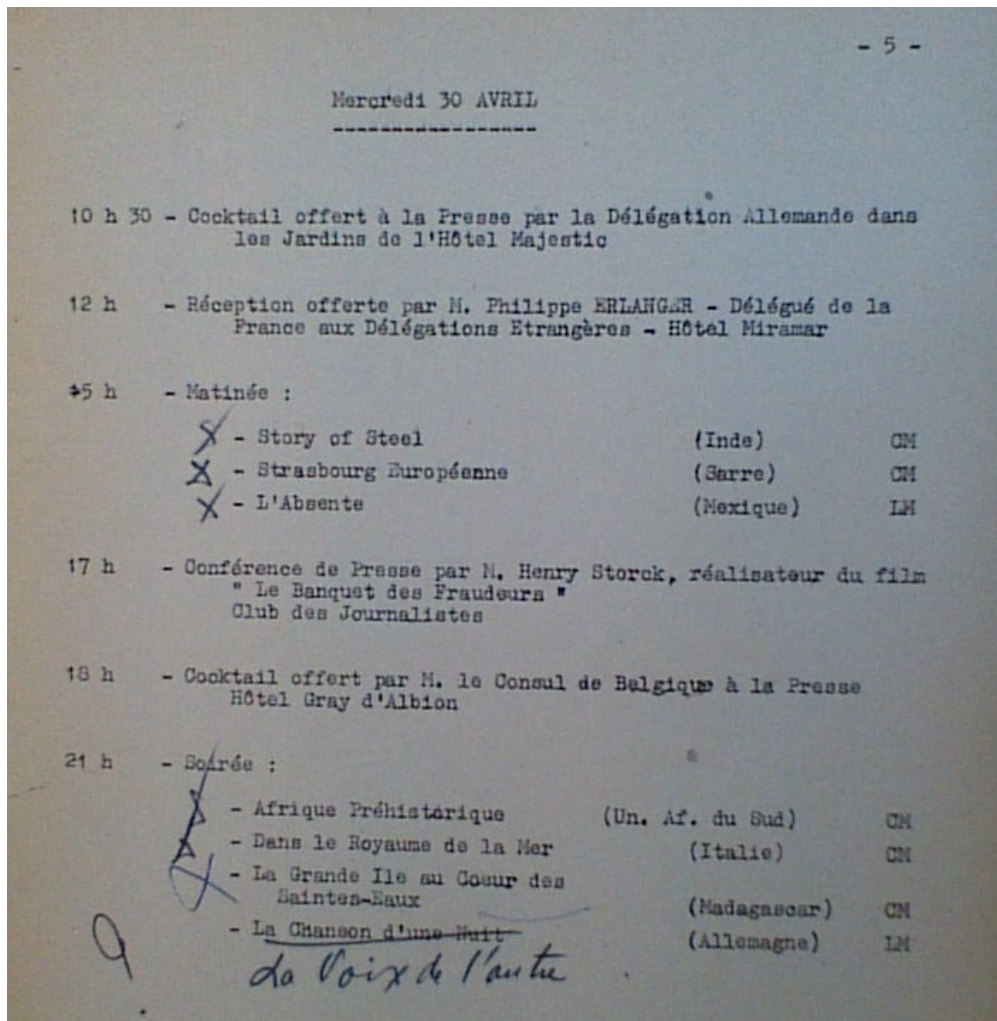 - 5 -
Mercredi 30 AVRIL
-----------------
10 h 30 - Cocktail offert à la Presse par la Délégation Allemande dans
les Jardins de l'Hôtel Majestic
12 h - Réception offerte par M. Philippe ERLANGER - Délégué de la
France aux Délégations Etrangères - Hôtel Miramar
15 h - Matinée :
- Story of Steel (Inde) CM
- Strasbourg Européenne (Sarre) CM
- L'Absente (Mexique) LM
17 h - Conférence de Presse par M. Henry Storck, réalisateur du film
" Le Banquet des Fraudeurs "
Club des Journalistes
18 h - Cocktail offert par M. le Consul de Belgique à la Presse
Hôtel Gray d'Albion
21 h - Soirée :
- Afrique Préhistorique (Un. Af. du Sud) CM
- Dans le Royaume de la Mer (Italie) CM
- La Grande Ile au Coeur des
Saintes-Eaux (Madagascar) CM
- La Chanson d'une Nuit (Allemagne) LM
La Voix de l'autre